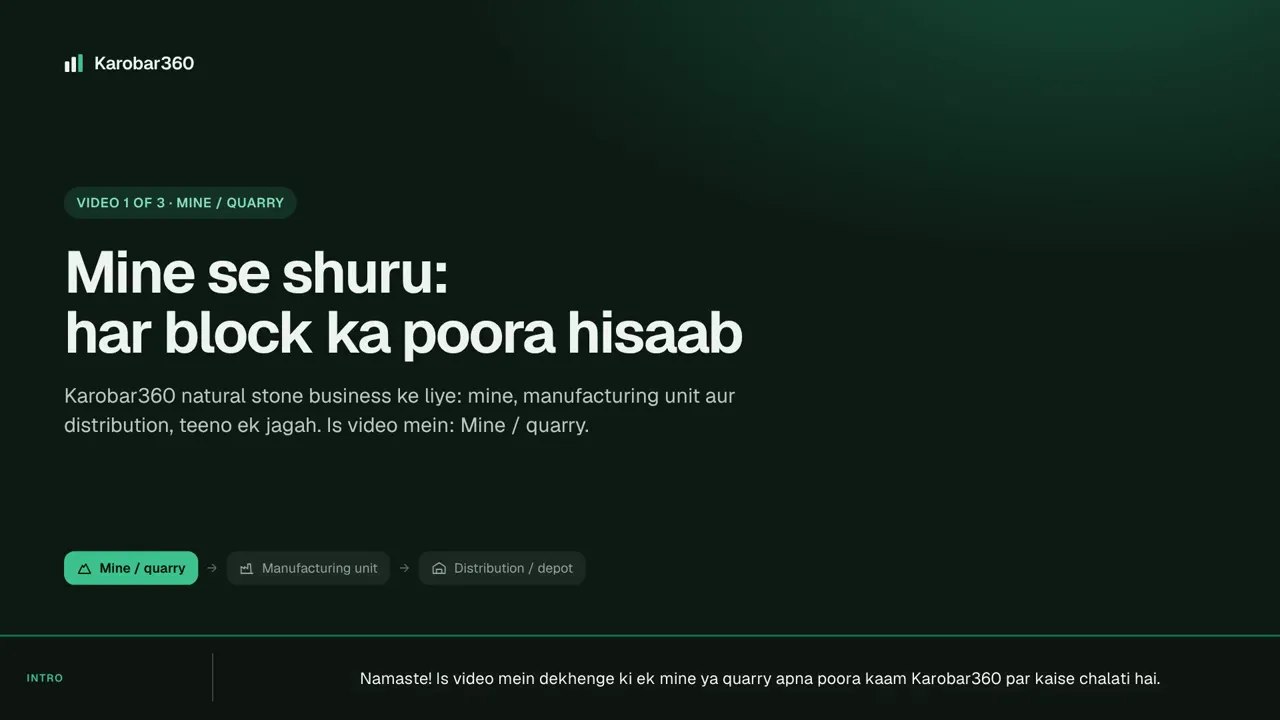 Karobar360
VIDEO 1 OF 3 · MINE / QUARRY
Mine se shuru:
har block ka poora hisaab
Karobar360 natural stone business ke liye: mine, manufacturing unit aur
distribution, teeno ek jagah. Is video mein: Mine / quarry.
Mine / quarry → Manufacturing unit → Distribution / depot
INTRO
Namaste! Is video mein dekhenge ki ek mine ya quarry apna poora kaam Karobar360 par kaise chalati hai.